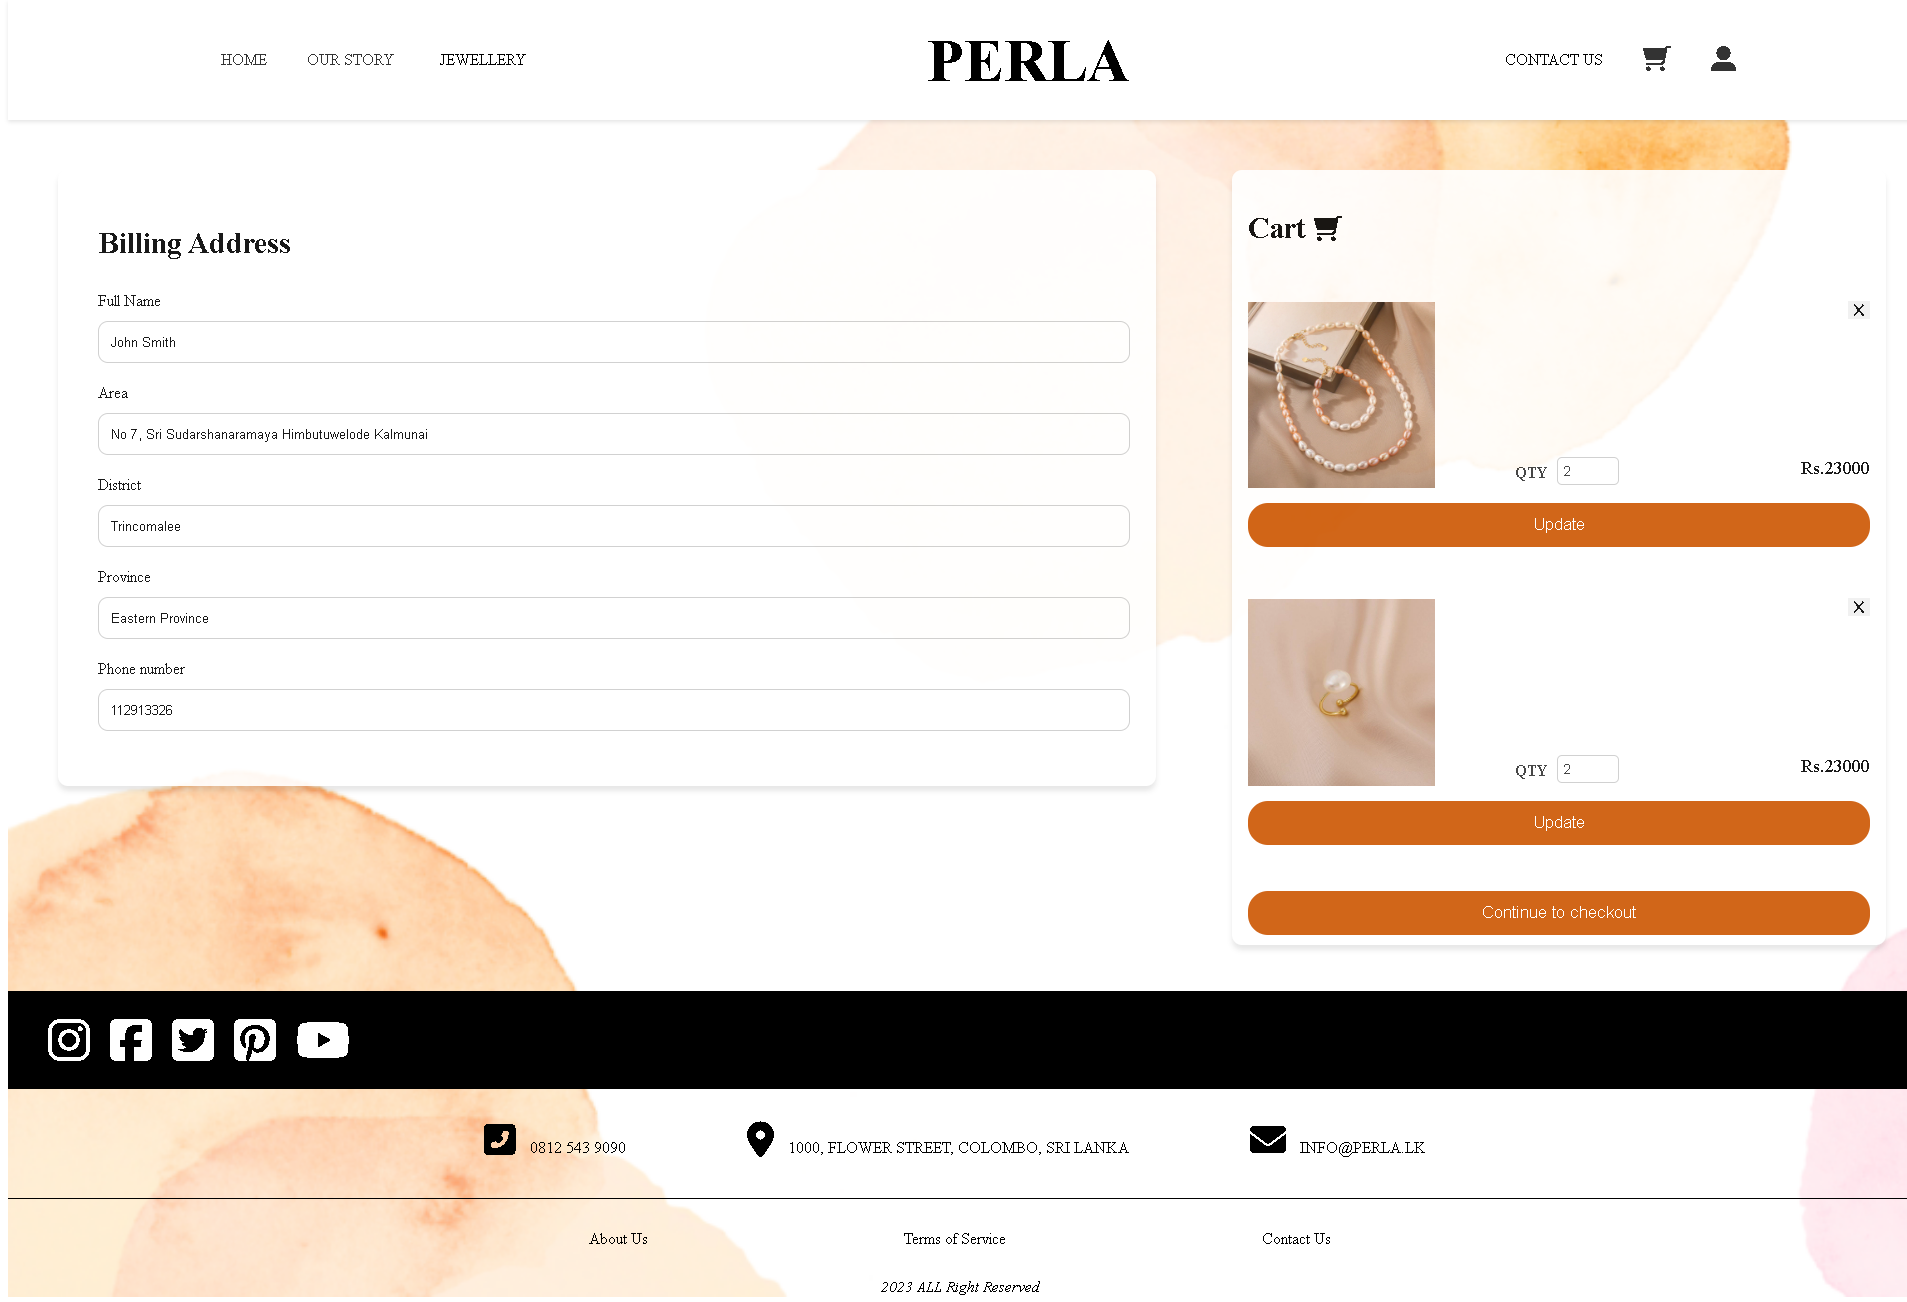 HOME OUR STORY JEWELLERY PERLA CONTACT US
Billing Address
Full Name
John Smith
Area
No 7, Sri Sudarshanaramaya Himbutuwelode Kalmunai
District
Trincomalee
Province
Eastern Province
Phone number
112913326
Cart
X
QTY 2 Rs.23000
Update
X
QTY 2 Rs.23000
Update
Continue to checkout
0812 543 9090 1000, FLOWER STREET, COLOMBO, SRI LANKA INFO@PERLA.LK
About Us Terms of Service Contact Us
2023 ALL Right Reserved